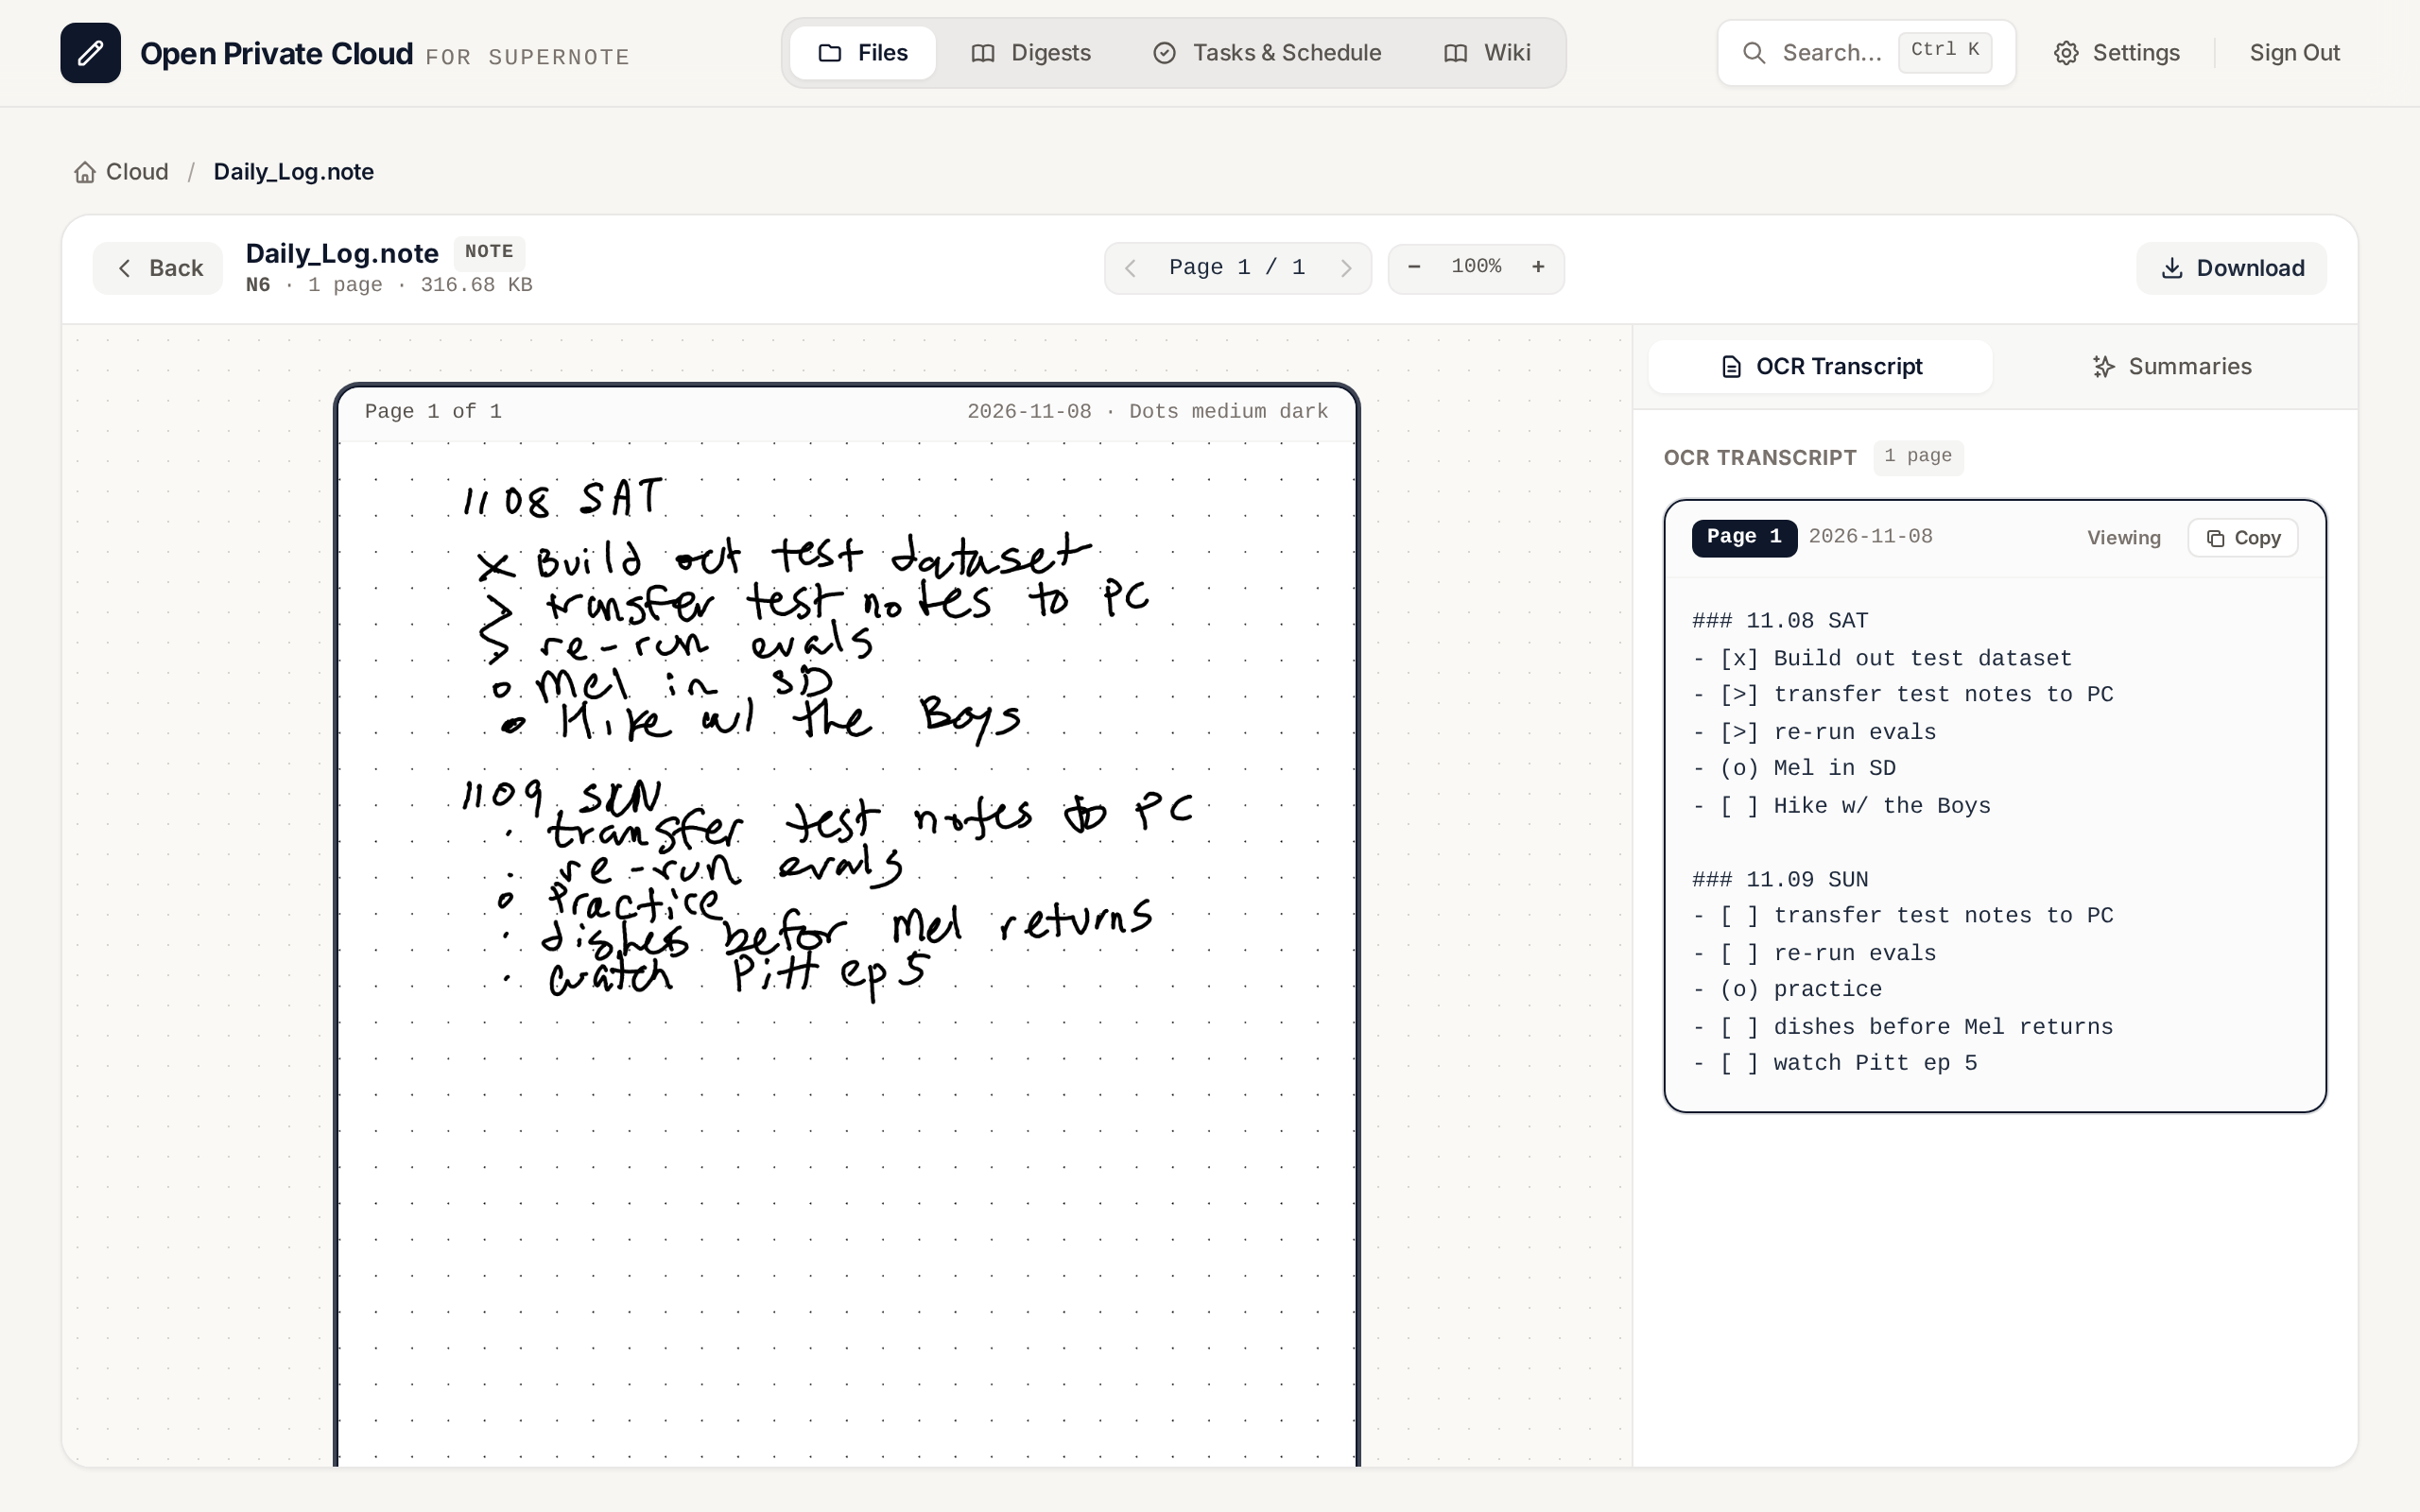 Open Private Cloud FOR SUPERNOTE
Files
Digests
Tasks & Schedule
Wiki
Search...
Ctrl K
Settings
Sign Out
Cloud / Daily_Log.note
Back
Daily_Log.note NOTE
N6 · 1 page · 316.68 KB
Page 1 / 1
− 100% +
Download
Page 1 of 1
2026-11-08 · Dots medium dark
11 08 SAT
x Build out test dataset
> transfer test notes to PC
> re-run evals
o Mel in SD
o Hike w/ the Boys
11 09 SUN
· transfer test notes to PC
· re-run evals
o Practice
· dishes befor Mel returns
· watch Pitt ep 5
OCR Transcript
Summaries
OCR TRANSCRIPT 1 page
Page 1 2026-11-08
Viewing
Copy
### 11.08 SAT
- [x] Build out test dataset
- [>] transfer test notes to PC
- [>] re-run evals
- (o) Mel in SD
- [ ] Hike w/ the Boys
### 11.09 SUN
- [ ] transfer test notes to PC
- [ ] re-run evals
- (o) practice
- [ ] dishes before Mel returns
- [ ] watch Pitt ep 5